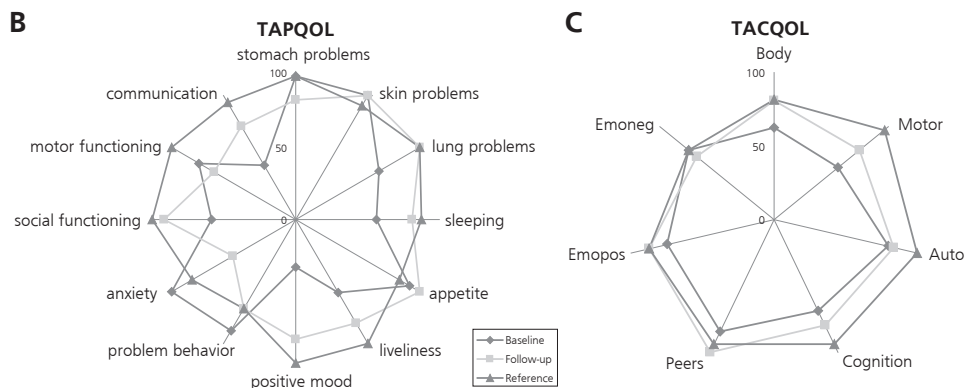 B
TAPQOL
stomach problems
100
communication
skin problems
motor functioning
50
lung problems
social functioning
0
sleeping
anxiety
appetite
problem behavior
liveliness
positive mood
Baseline
Follow-up
Reference
C
TACQOL
Body
100
Emoneg
Motor
50
0
Emopos
Auto
Peers
Cognition